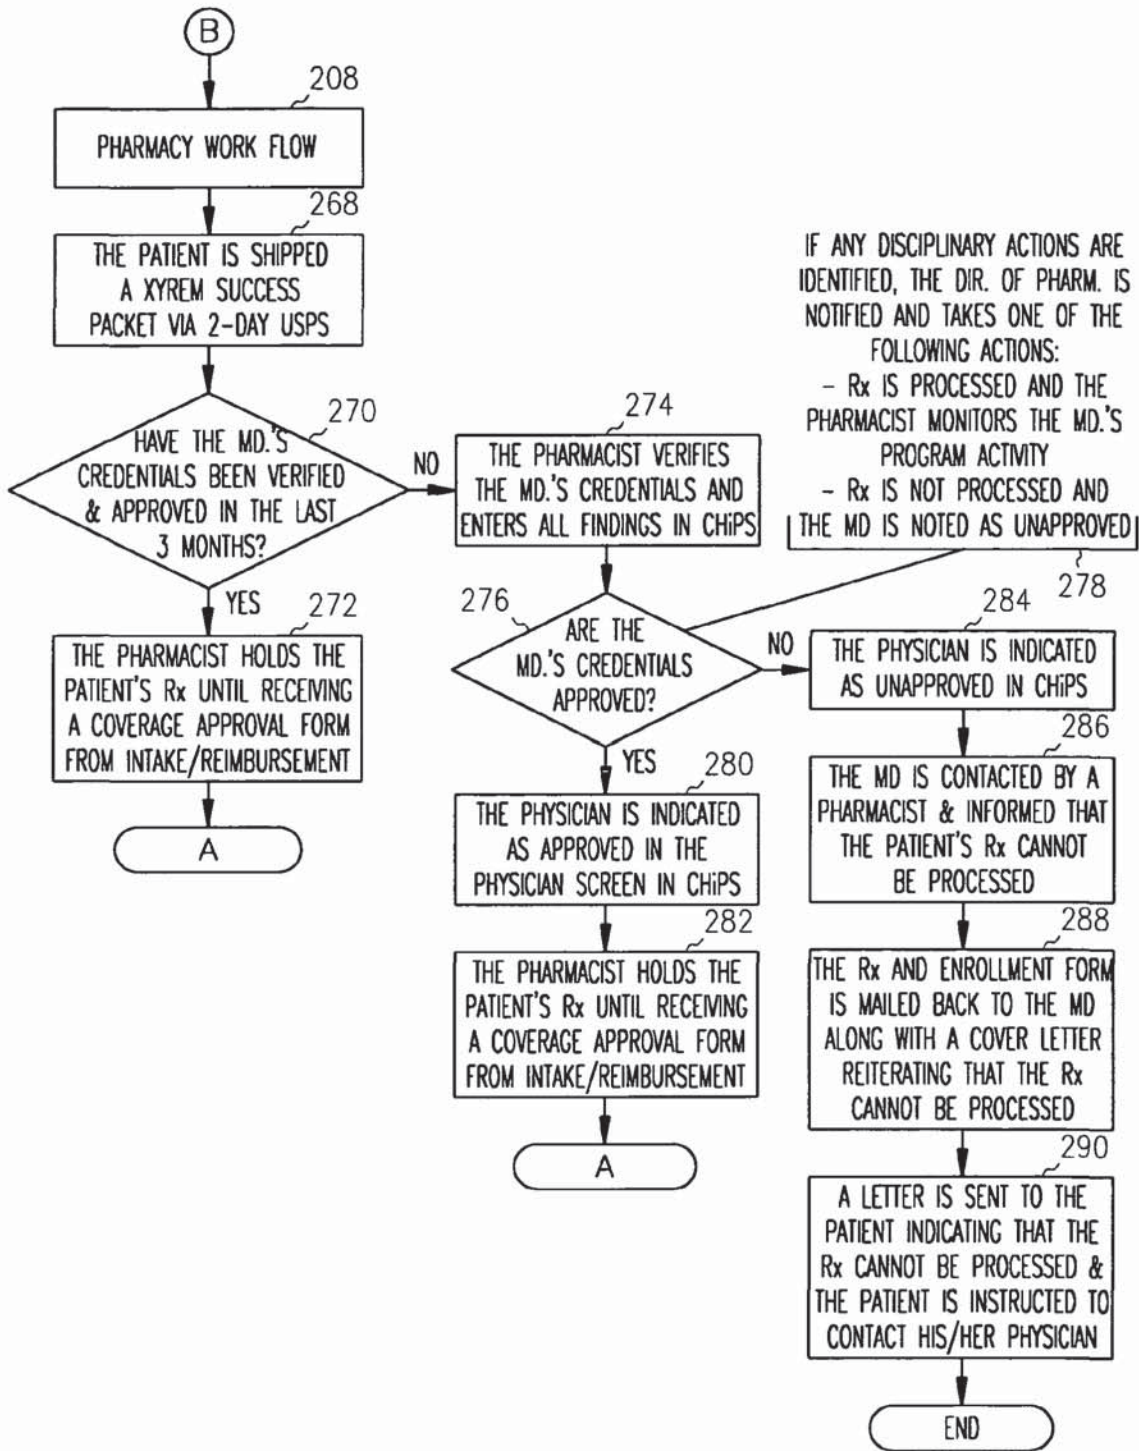 B
208
PHARMACY WORK FLOW
268
THE PATIENT IS SHIPPED
A XYREM SUCCESS
PACKET VIA 2-DAY USPS
270
HAVE THE MD.'S
CREDENTIALS BEEN VERIFIED
& APPROVED IN THE LAST
3 MONTHS?
NO
YES
272
THE PHARMACIST HOLDS THE
PATIENT'S Rx UNTIL RECEIVING
A COVERAGE APPROVAL FORM
FROM INTAKE/REIMBURSEMENT
A
274
THE PHARMACIST VERIFIES
THE MD.'S CREDENTIALS AND
ENTERS ALL FINDINGS IN CHiPS
276
ARE THE
MD.'S CREDENTIALS
APPROVED?
NO
YES
IF ANY DISCIPLINARY ACTIONS ARE
IDENTIFIED, THE DIR. OF PHARM. IS
NOTIFIED AND TAKES ONE OF THE
FOLLOWING ACTIONS:
- Rx IS PROCESSED AND THE
PHARMACIST MONITORS THE MD.'S
PROGRAM ACTIVITY
- Rx IS NOT PROCESSED AND
THE MD IS NOTED AS UNAPPROVED
278
280
THE PHYSICIAN IS INDICATED
AS APPROVED IN THE
PHYSICIAN SCREEN IN CHiPS
282
THE PHARMACIST HOLDS THE
PATIENT'S Rx UNTIL RECEIVING
A COVERAGE APPROVAL FORM
FROM INTAKE/REIMBURSEMENT
A
284
THE PHYSICIAN IS INDICATED
AS UNAPPROVED IN CHiPS
286
THE MD IS CONTACTED BY A
PHARMACIST & INFORMED THAT
THE PATIENT'S Rx CANNOT
BE PROCESSED
288
THE Rx AND ENROLLMENT FORM
IS MAILED BACK TO THE MD
ALONG WITH A COVER LETTER
REITERATING THAT THE Rx
CANNOT BE PROCESSED
290
A LETTER IS SENT TO THE
PATIENT INDICATING THAT THE
Rx CANNOT BE PROCESSED &
THE PATIENT IS INSTRUCTED TO
CONTACT HIS/HER PHYSICIAN
END